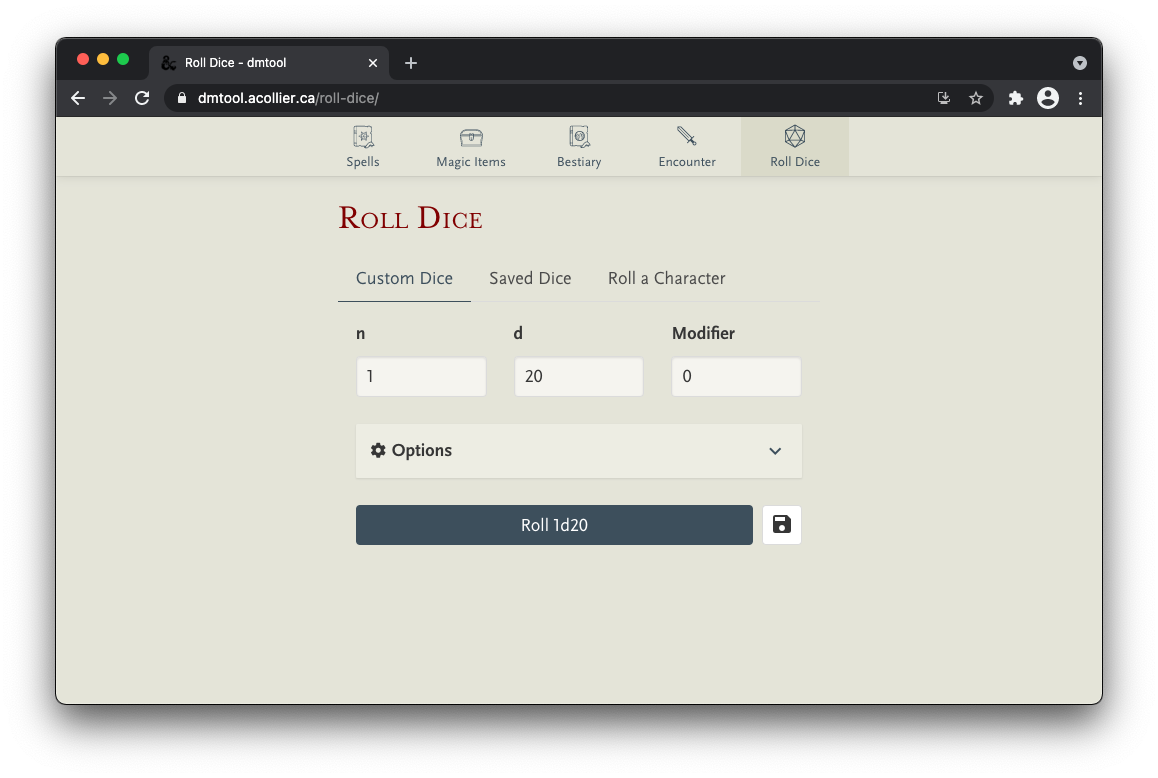 Roll Dice - dmtool
dmtool.acollier.ca/roll-dice/
Spells Magic Items Bestiary Encounter Roll Dice
Roll Dice
Custom Dice Saved Dice Roll a Character
n d Modifier
1 20 0
Options
Roll 1d20